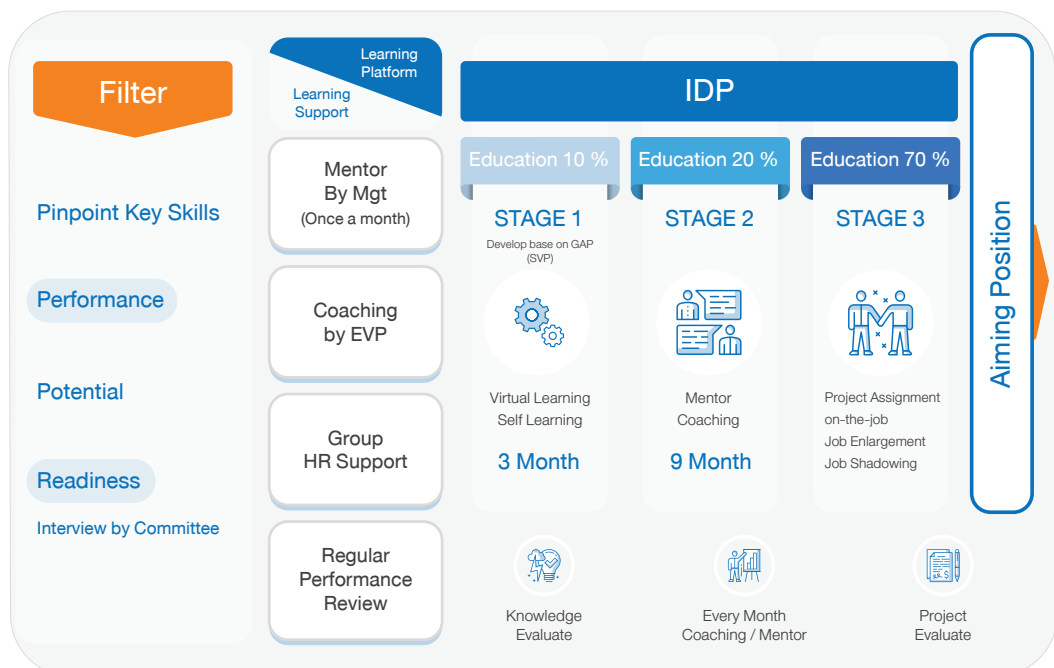 Filter
Pinpoint Key Skills
Performance
Potential
Readiness
Interview by Committee
Learning
Platform
Learning
Support
Mentor
By Mgt
(Once a month)
Coaching
by EVP
Group
HR Support
Regular
Performance
Review
IDP
Education 10 %
STAGE 1
Develop base on GAP
(SVP)
Virtual Learning
Self Learning
3 Month
Education 20 %
STAGE 2
Mentor
Coaching
9 Month
Education 70 %
STAGE 3
Project Assignment
on-the-job
Job Enlargement
Job Shadowing
Knowledge
Evaluate
Every Month
Coaching / Mentor
Project
Evaluate
Aiming Position